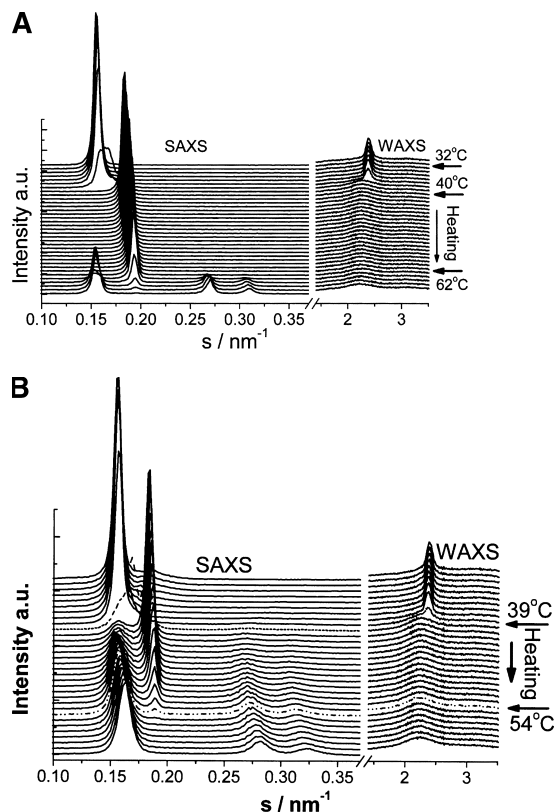 A
Intensity a.u.
SAXS
WAXS
32°C
40°C
Heating
62°C
0.10 0.15 0.20 0.25 0.30 0.35 2 3
s / nm⁻¹
B
Intensity a.u.
SAXS
WAXS
39°C
Heating
54°C
0.10 0.15 0.20 0.25 0.30 0.35 2 3
s / nm⁻¹